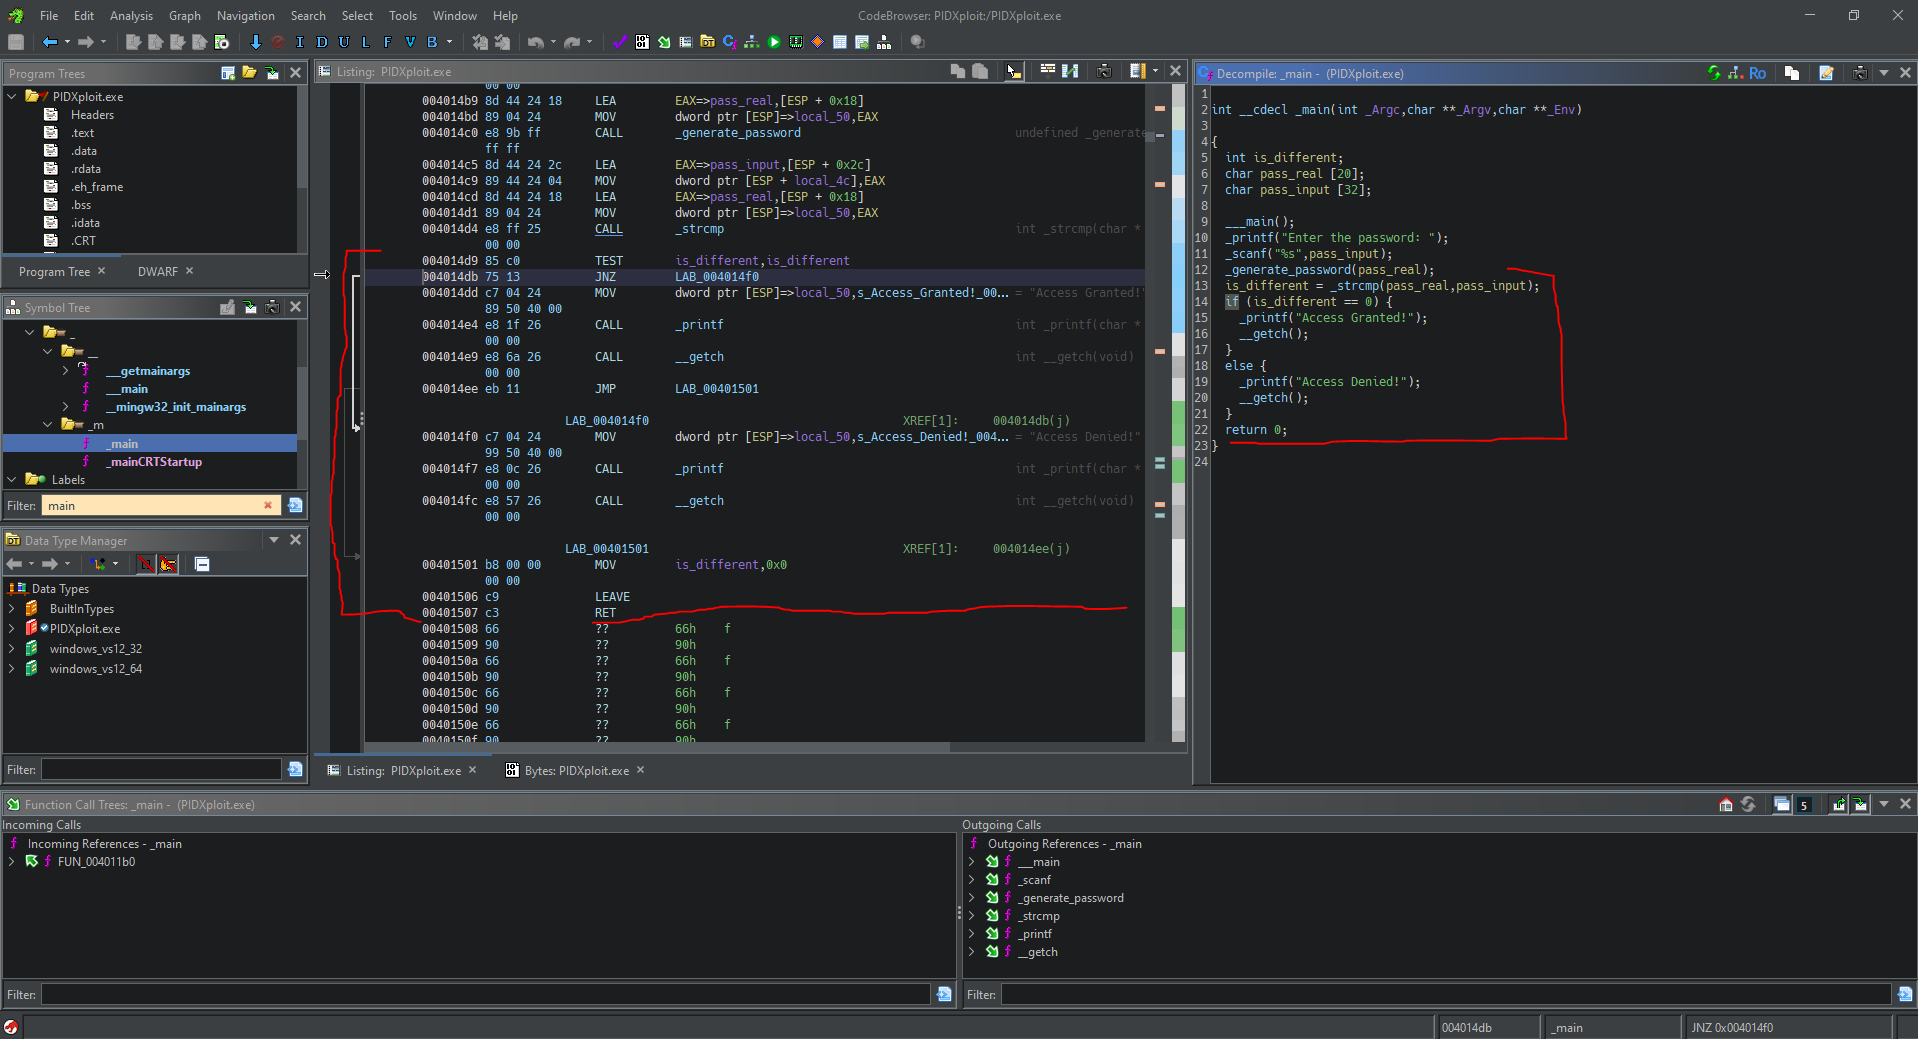 File Edit Analysis Graph Navigation Search Select Tools Window Help
CodeBrowser: PIDXploit:/PIDXploit.exe
I D U L F V B
Program Trees
PIDXploit.exe
Headers
.text
.data
.rdata
.eh_frame
.bss
.idata
.CRT
Program Tree × DWARF ×
Symbol Tree
_
__
___getmainargs
___main
__mingw32_init_mainargs
_m
_main
_mainCRTStartup
Labels
Filter: main
Data Type Manager
Data Types
BuiltInTypes
PIDXploit.exe
windows_vs12_32
windows_vs12_64
Filter:
Listing: PIDXploit.exe
00 00
004014b9 8d 44 24 18 LEA EAX=>pass_real,[ESP + 0x18]
004014bd 89 04 24 MOV dword ptr [ESP]=>local_50,EAX
004014c0 e8 9b ff CALL _generate_password undefined _generate
ff ff
004014c5 8d 44 24 2c LEA EAX=>pass_input,[ESP + 0x2c]
004014c9 89 44 24 04 MOV dword ptr [ESP + local_4c],EAX
004014cd 8d 44 24 18 LEA EAX=>pass_real,[ESP + 0x18]
004014d1 89 04 24 MOV dword ptr [ESP]=>local_50,EAX
004014d4 e8 ff 25 CALL _strcmp int _strcmp(char *
00 00
004014d9 85 c0 TEST is_different,is_different
004014db 75 13 JNZ LAB_004014f0
004014dd c7 04 24 MOV dword ptr [ESP]=>local_50,s_Access_Granted!_00... = "Access Granted!"
89 50 40 00
004014e4 e8 1f 26 CALL _printf int _printf(char *
00 00
004014e9 e8 6a 26 CALL __getch int __getch(void)
00 00
004014ee eb 11 JMP LAB_00401501
LAB_004014f0 XREF[1]: 004014db(j)
004014f0 c7 04 24 MOV dword ptr [ESP]=>local_50,s_Access_Denied!_004... = "Access Denied!"
99 50 40 00
004014f7 e8 0c 26 CALL _printf int _printf(char *
00 00
004014fc e8 57 26 CALL __getch int __getch(void)
00 00
LAB_00401501 XREF[1]: 004014ee(j)
00401501 b8 00 00 MOV is_different,0x0
00 00
00401506 c9 LEAVE
00401507 c3 RET
00401508 66 ?? 66h f
00401509 90 ?? 90h
0040150a 66 ?? 66h f
0040150b 90 ?? 90h
0040150c 66 ?? 66h f
0040150d 90 ?? 90h
0040150e 66 ?? 66h f
0040150f 90 ?? 90h
Listing: PIDXploit.exe × Bytes: PIDXploit.exe ×
Decompile: _main - (PIDXploit.exe)
Ro
1
2 int __cdecl _main(int _Argc,char **_Argv,char **_Env)
3
4 {
5 int is_different;
6 char pass_real [20];
7 char pass_input [32];
8
9 ___main();
10 _printf("Enter the password: ");
11 _scanf("%s",pass_input);
12 _generate_password(pass_real);
13 is_different = _strcmp(pass_real,pass_input);
14 if (is_different == 0) {
15 _printf("Access Granted!");
16 __getch();
17 }
18 else {
19 _printf("Access Denied!");
20 __getch();
21 }
22 return 0;
23 }
24
Function Call Trees: _main - (PIDXploit.exe)
5
Incoming Calls
Incoming References - _main
FUN_004011b0
Filter:
Outgoing Calls
Outgoing References - _main
___main
_scanf
_generate_password
_strcmp
_printf
__getch
Filter:
004014db _main JNZ 0x004014f0